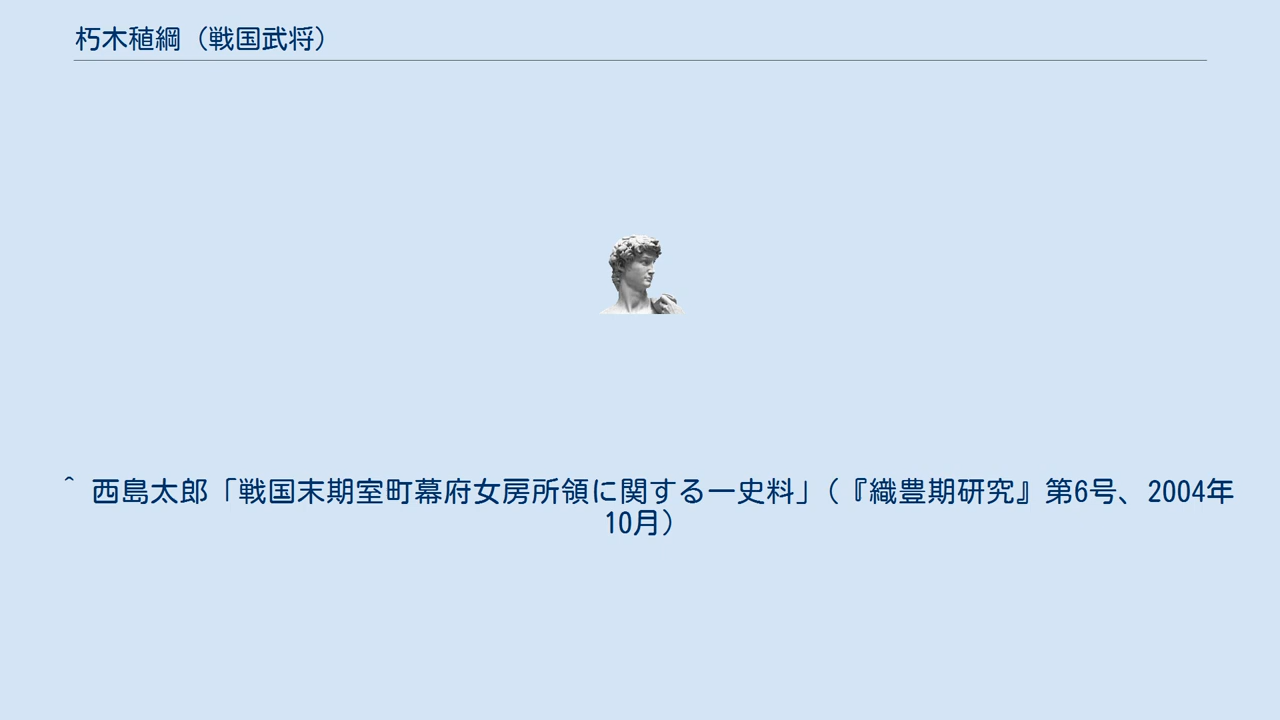 朽木稙綱（戦国武将）
^ 西島太郎「戦国末期室町幕府女房所領に関する一史料」（『織豊期研究』第6号、2004年
10月）